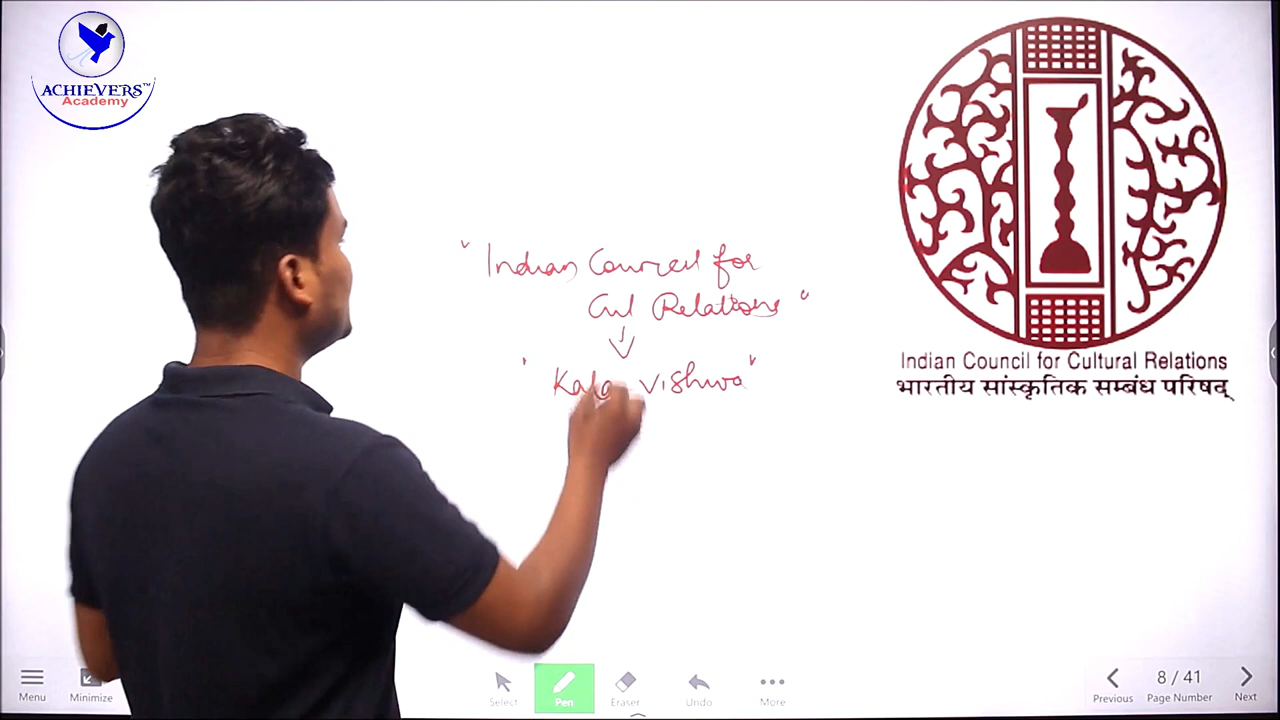 ACHIEVERS™
Academy
"Indian Council for
Cul Relations"
"Kala Vishwa"
Indian Council for Cultural Relations
भारतीय सांस्कृतिक सम्बंध परिषद्
Menu
Minimize
Select
Pen
Eraser
Undo
More
Previous
8 / 41
Page Number
Next